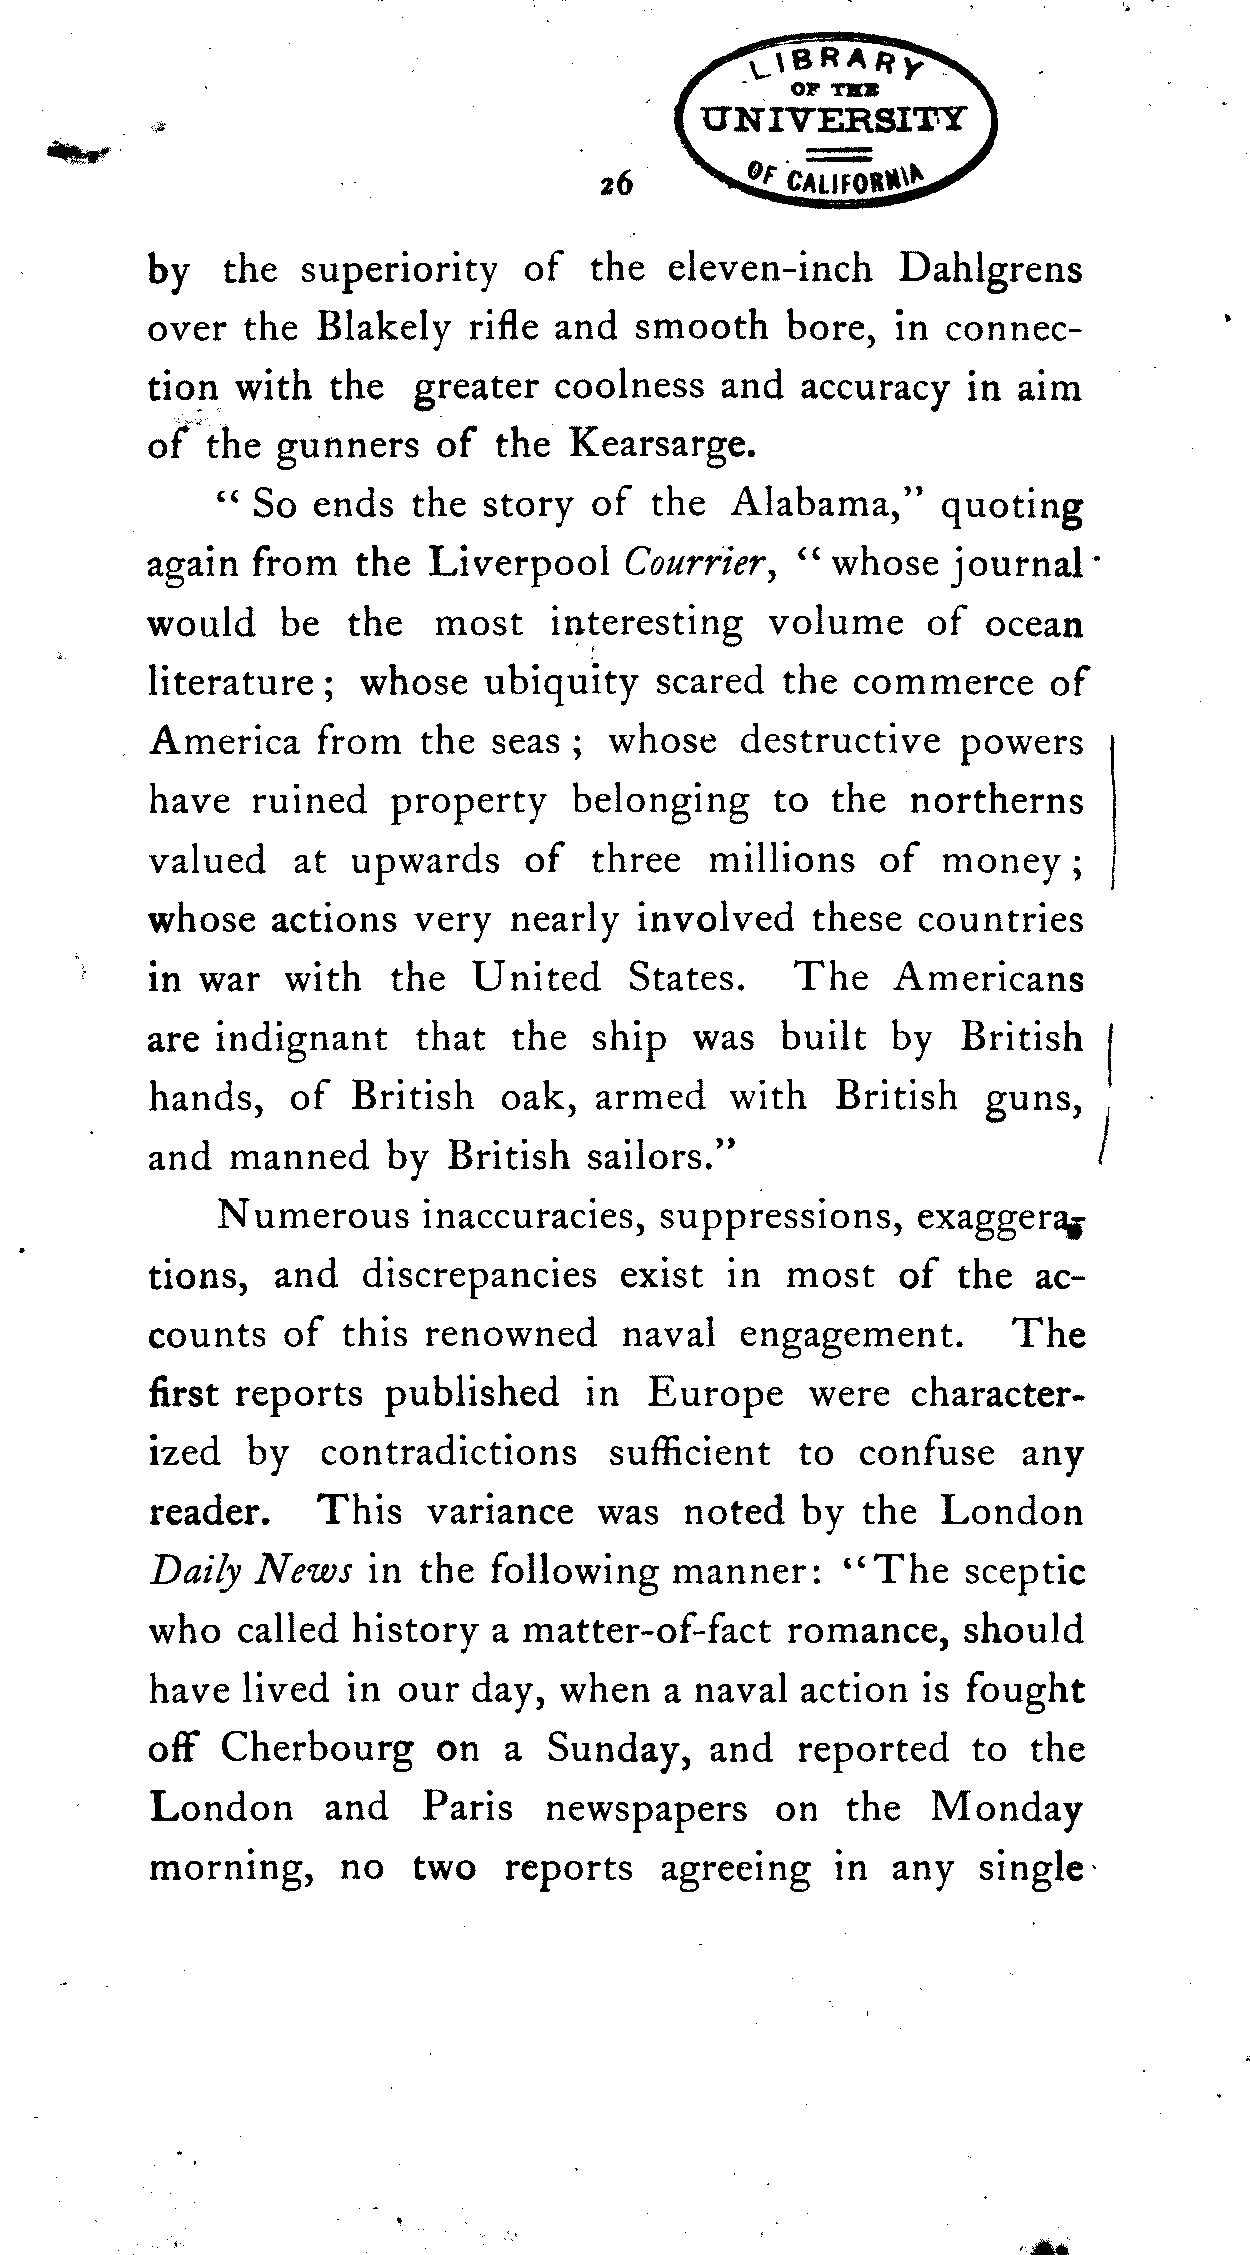 LIBRARY
OF THE
UNIVERSITY
OF CALIFORNIA
26
by the superiority of the eleven-inch Dahlgrens
over the Blakely rifle and smooth bore, in connec-
tion with the greater coolness and accuracy in aim
of the gunners of the Kearsarge.
“ So ends the story of the Alabama,” quoting
again from the Liverpool Courrier, “ whose journal
would be the most interesting volume of ocean
literature ; whose ubiquity scared the commerce of
America from the seas ; whose destructive powers
have ruined property belonging to the northerns
valued at upwards of three millions of money ;
whose actions very nearly involved these countries
in war with the United States. The Americans
are indignant that the ship was built by British
hands, of British oak, armed with British guns,
and manned by British sailors.”
Numerous inaccuracies, suppressions, exaggera-
tions, and discrepancies exist in most of the ac-
counts of this renowned naval engagement. The
first reports published in Europe were character-
ized by contradictions sufficient to confuse any
reader. This variance was noted by the London
Daily News in the following manner: “The sceptic
who called history a matter-of-fact romance, should
have lived in our day, when a naval action is fought
off Cherbourg on a Sunday, and reported to the
London and Paris newspapers on the Monday
morning, no two reports agreeing in any single